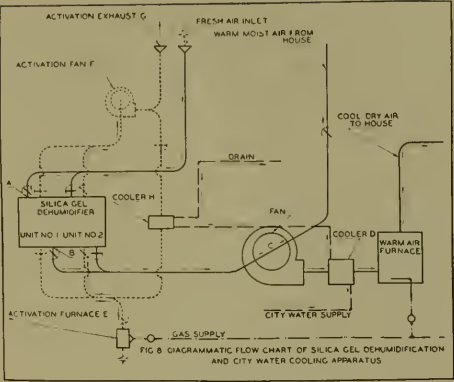 ACTIVATION EXHAUST G
FRESH AIR INLET
WARM MOIST AIR FROM
HOUSE
ACTIVATION FAN F
COOL DRY AIR
TO HOUSE
DRAIN
A
COOLER H
SILICA GEL
DEHUMIDIFIER
FAN
UNIT NO 1 UNIT NO 2
C
COOLER D
WARM AIR
FURNACE
B
CITY WATER SUPPLY
ACTIVATION FURNACE E
GAS SUPPLY
FIG 8 DIAGRAMMATIC FLOW CHART OF SILICA GEL DEHUMIDIFICATION
AND CITY WATER COOLING APPARATUS